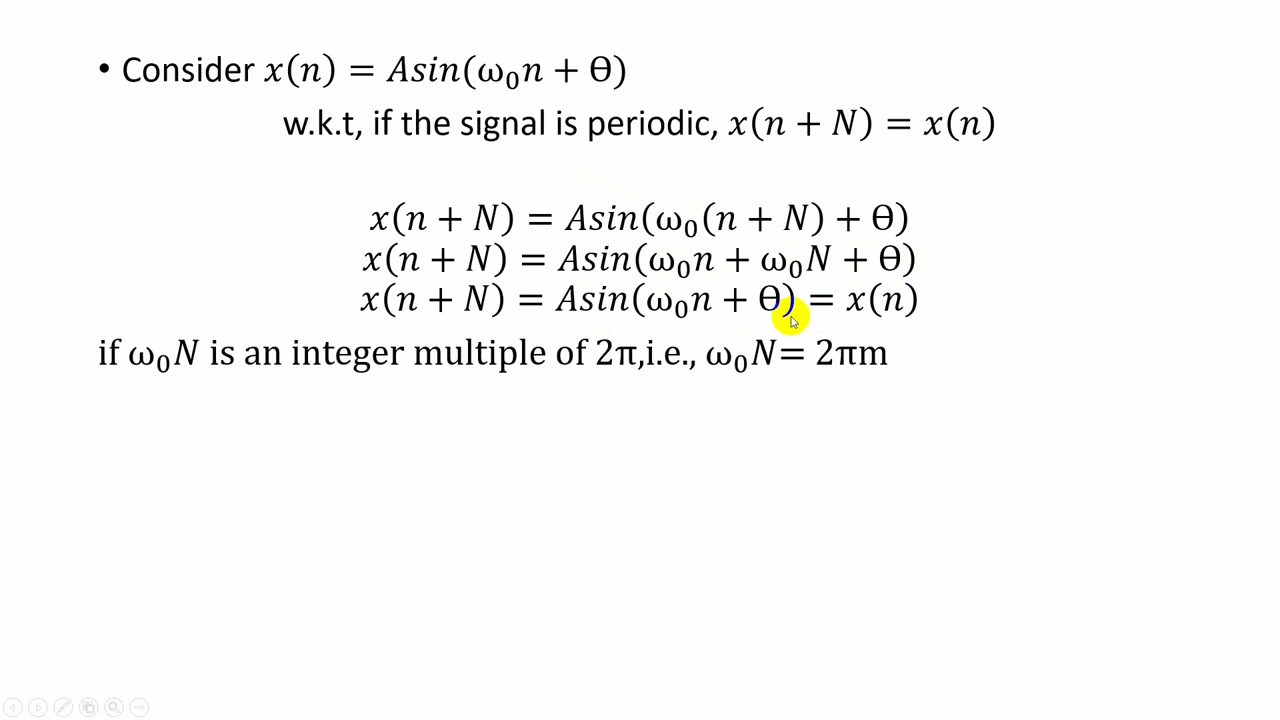 • Consider 𝑥(𝑛) = 𝐴𝑠𝑖𝑛(ω₀𝑛 + ϴ)
w.k.t, if the signal is periodic, 𝑥(𝑛 + 𝑁) = 𝑥(𝑛)
𝑥(𝑛 + 𝑁) = 𝐴𝑠𝑖𝑛(ω₀(𝑛 + 𝑁) + ϴ)
𝑥(𝑛 + 𝑁) = 𝐴𝑠𝑖𝑛(ω₀𝑛 + ω₀𝑁 + ϴ)
𝑥(𝑛 + 𝑁) = 𝐴𝑠𝑖𝑛(ω₀𝑛 + ϴ) = 𝑥(𝑛)
if ω₀𝑁 is an integer multiple of 2π,i.e., ω₀𝑁= 2πm